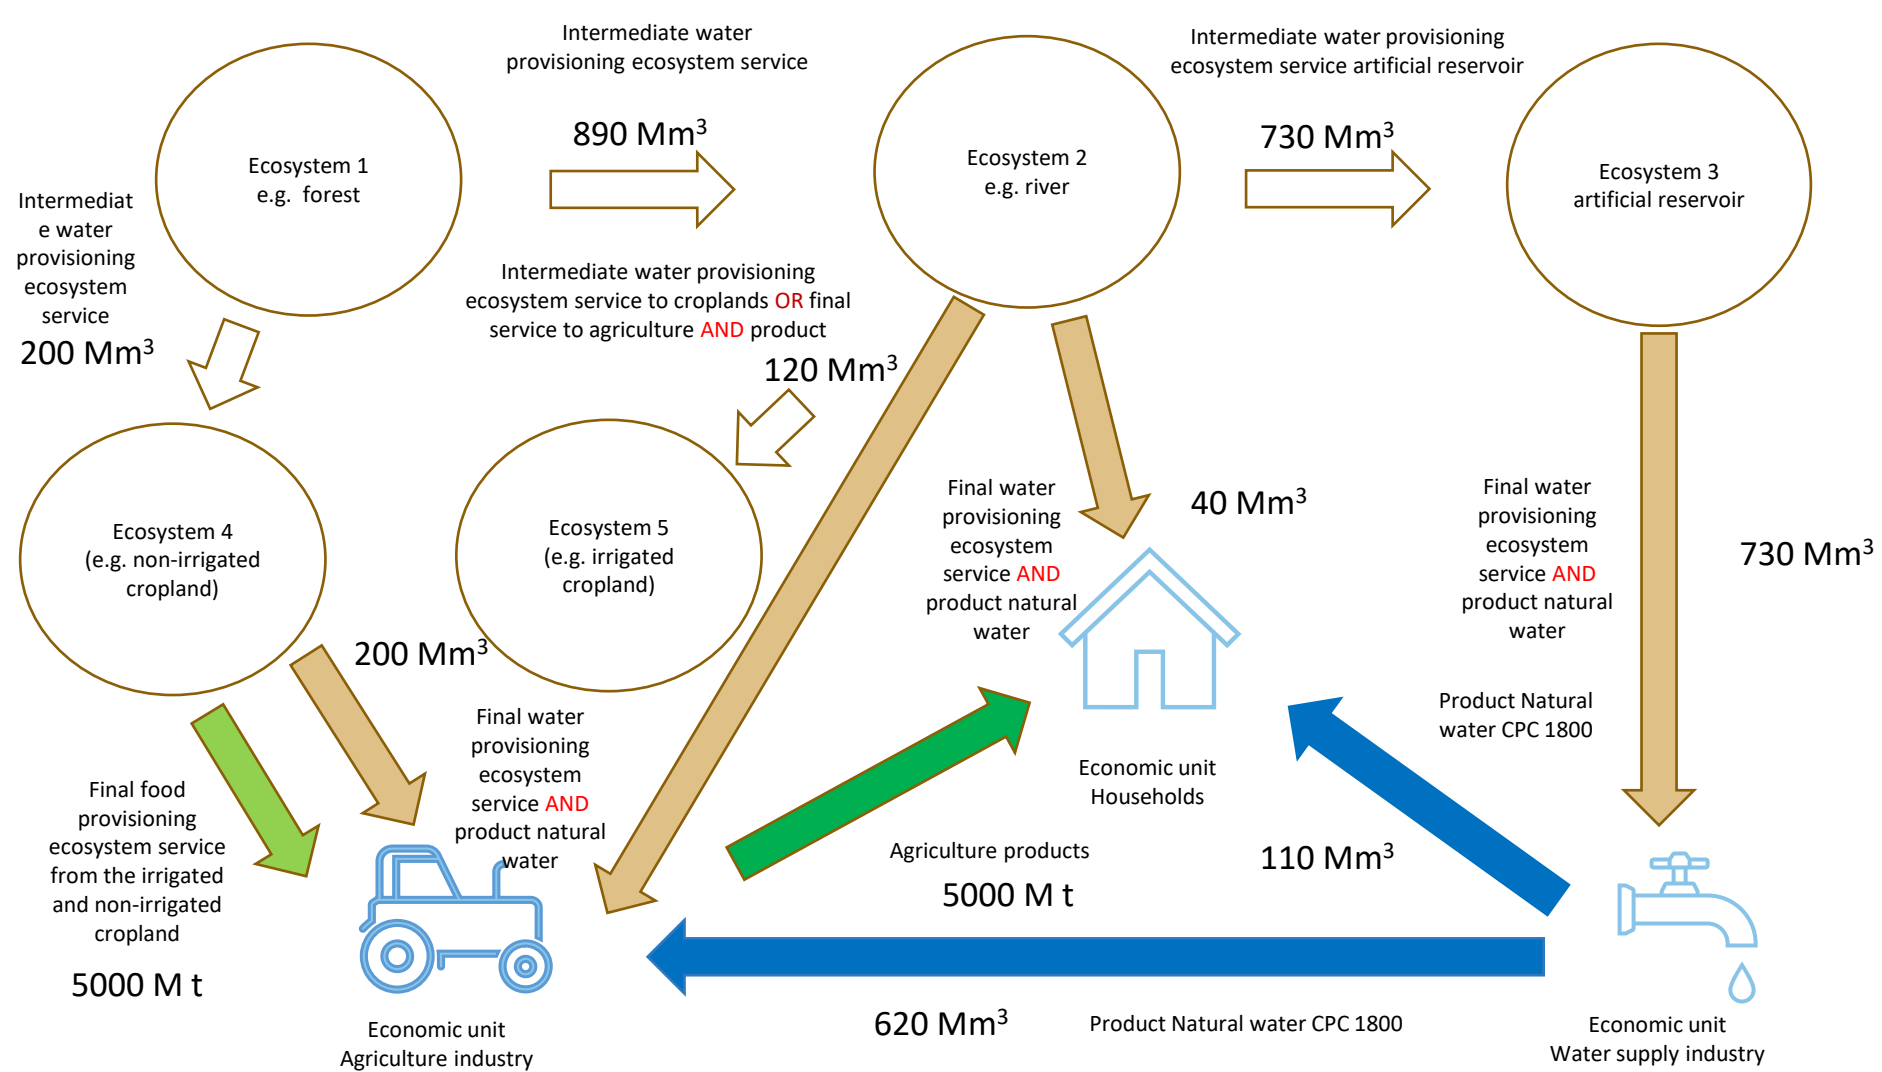 Intermediate water
provisioning ecosystem service
890 Mm³
Intermediate water provisioning
ecosystem service artificial reservoir
730 Mm³
Ecosystem 1
e.g. forest
Ecosystem 2
e.g. river
Ecosystem 3
artificial reservoir
Intermediat
e water
provisioning
ecosystem
service
200 Mm³
Intermediate water provisioning
ecosystem service to croplands OR final
service to agriculture AND product
120 Mm³
Ecosystem 4
(e.g. non-irrigated
cropland)
Ecosystem 5
(e.g. irrigated
cropland)
Final water
provisioning
ecosystem
service AND
product natural
water
40 Mm³
Final water
provisioning
ecosystem
service AND
product natural
water
730 Mm³
200 Mm³
Final water
provisioning
ecosystem
service AND
product natural
water
Product Natural
water CPC 1800
Economic unit
Households
Final food
provisioning
ecosystem service
from the irrigated
and non-irrigated
cropland
5000 M t
Agriculture products
5000 M t
110 Mm³
620 Mm³
Product Natural water CPC 1800
Economic unit
Agriculture industry
Economic unit
Water supply industry